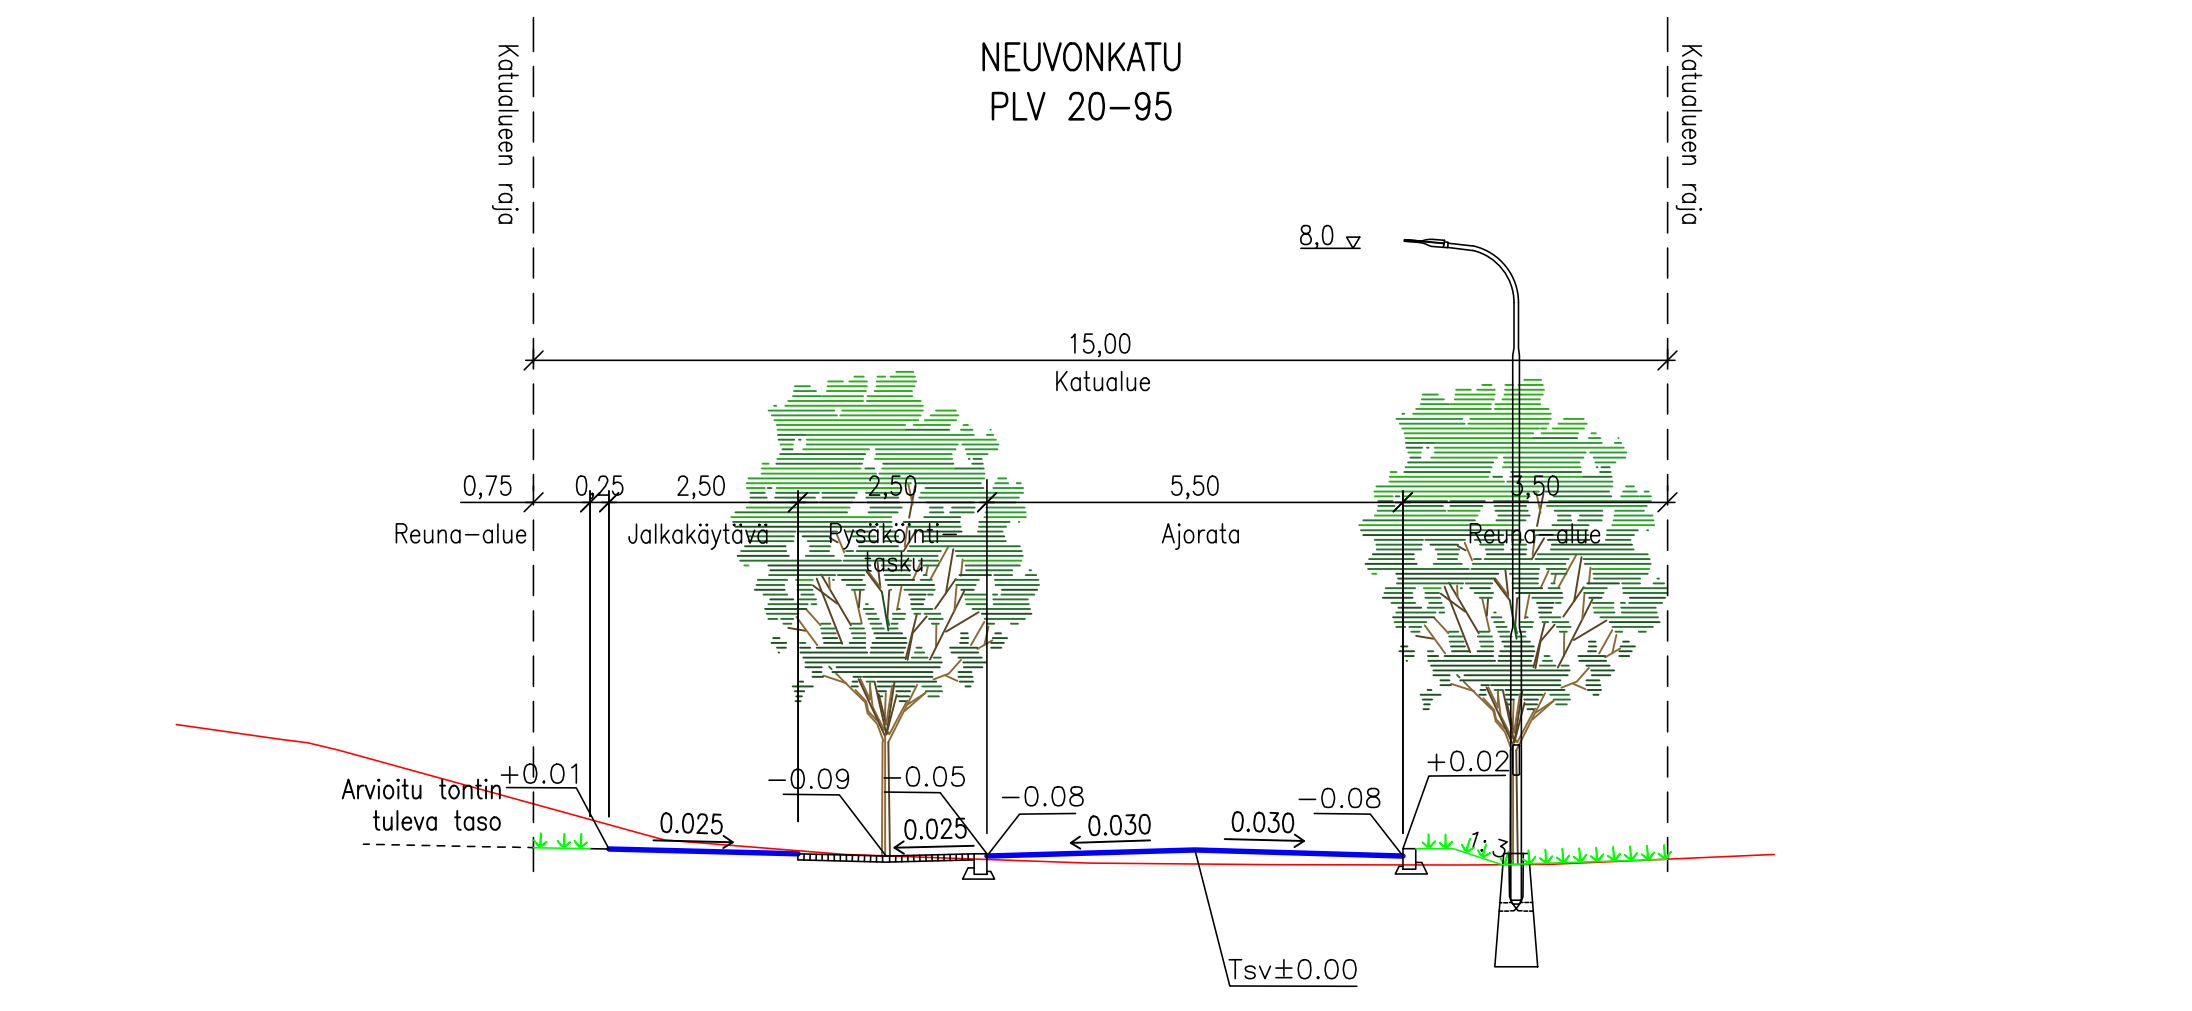 NEUVONKATU
PLV 20-95
Katualueen raja
Katualueen raja
8,0
15,00
Katualue
0,75 0,25 2,50 2,50 5,50 3,50
Reuna-alue Jalkakäytävä Pysäköinti- Ajorata Reuna-alue
tasku
+0.01 -0.09 -0.05 -0.08 -0.08 +0.02
Arvioitu tontin
tuleva taso
0.025 0.025 0.030 0.030 1:3
Tsv±0.00